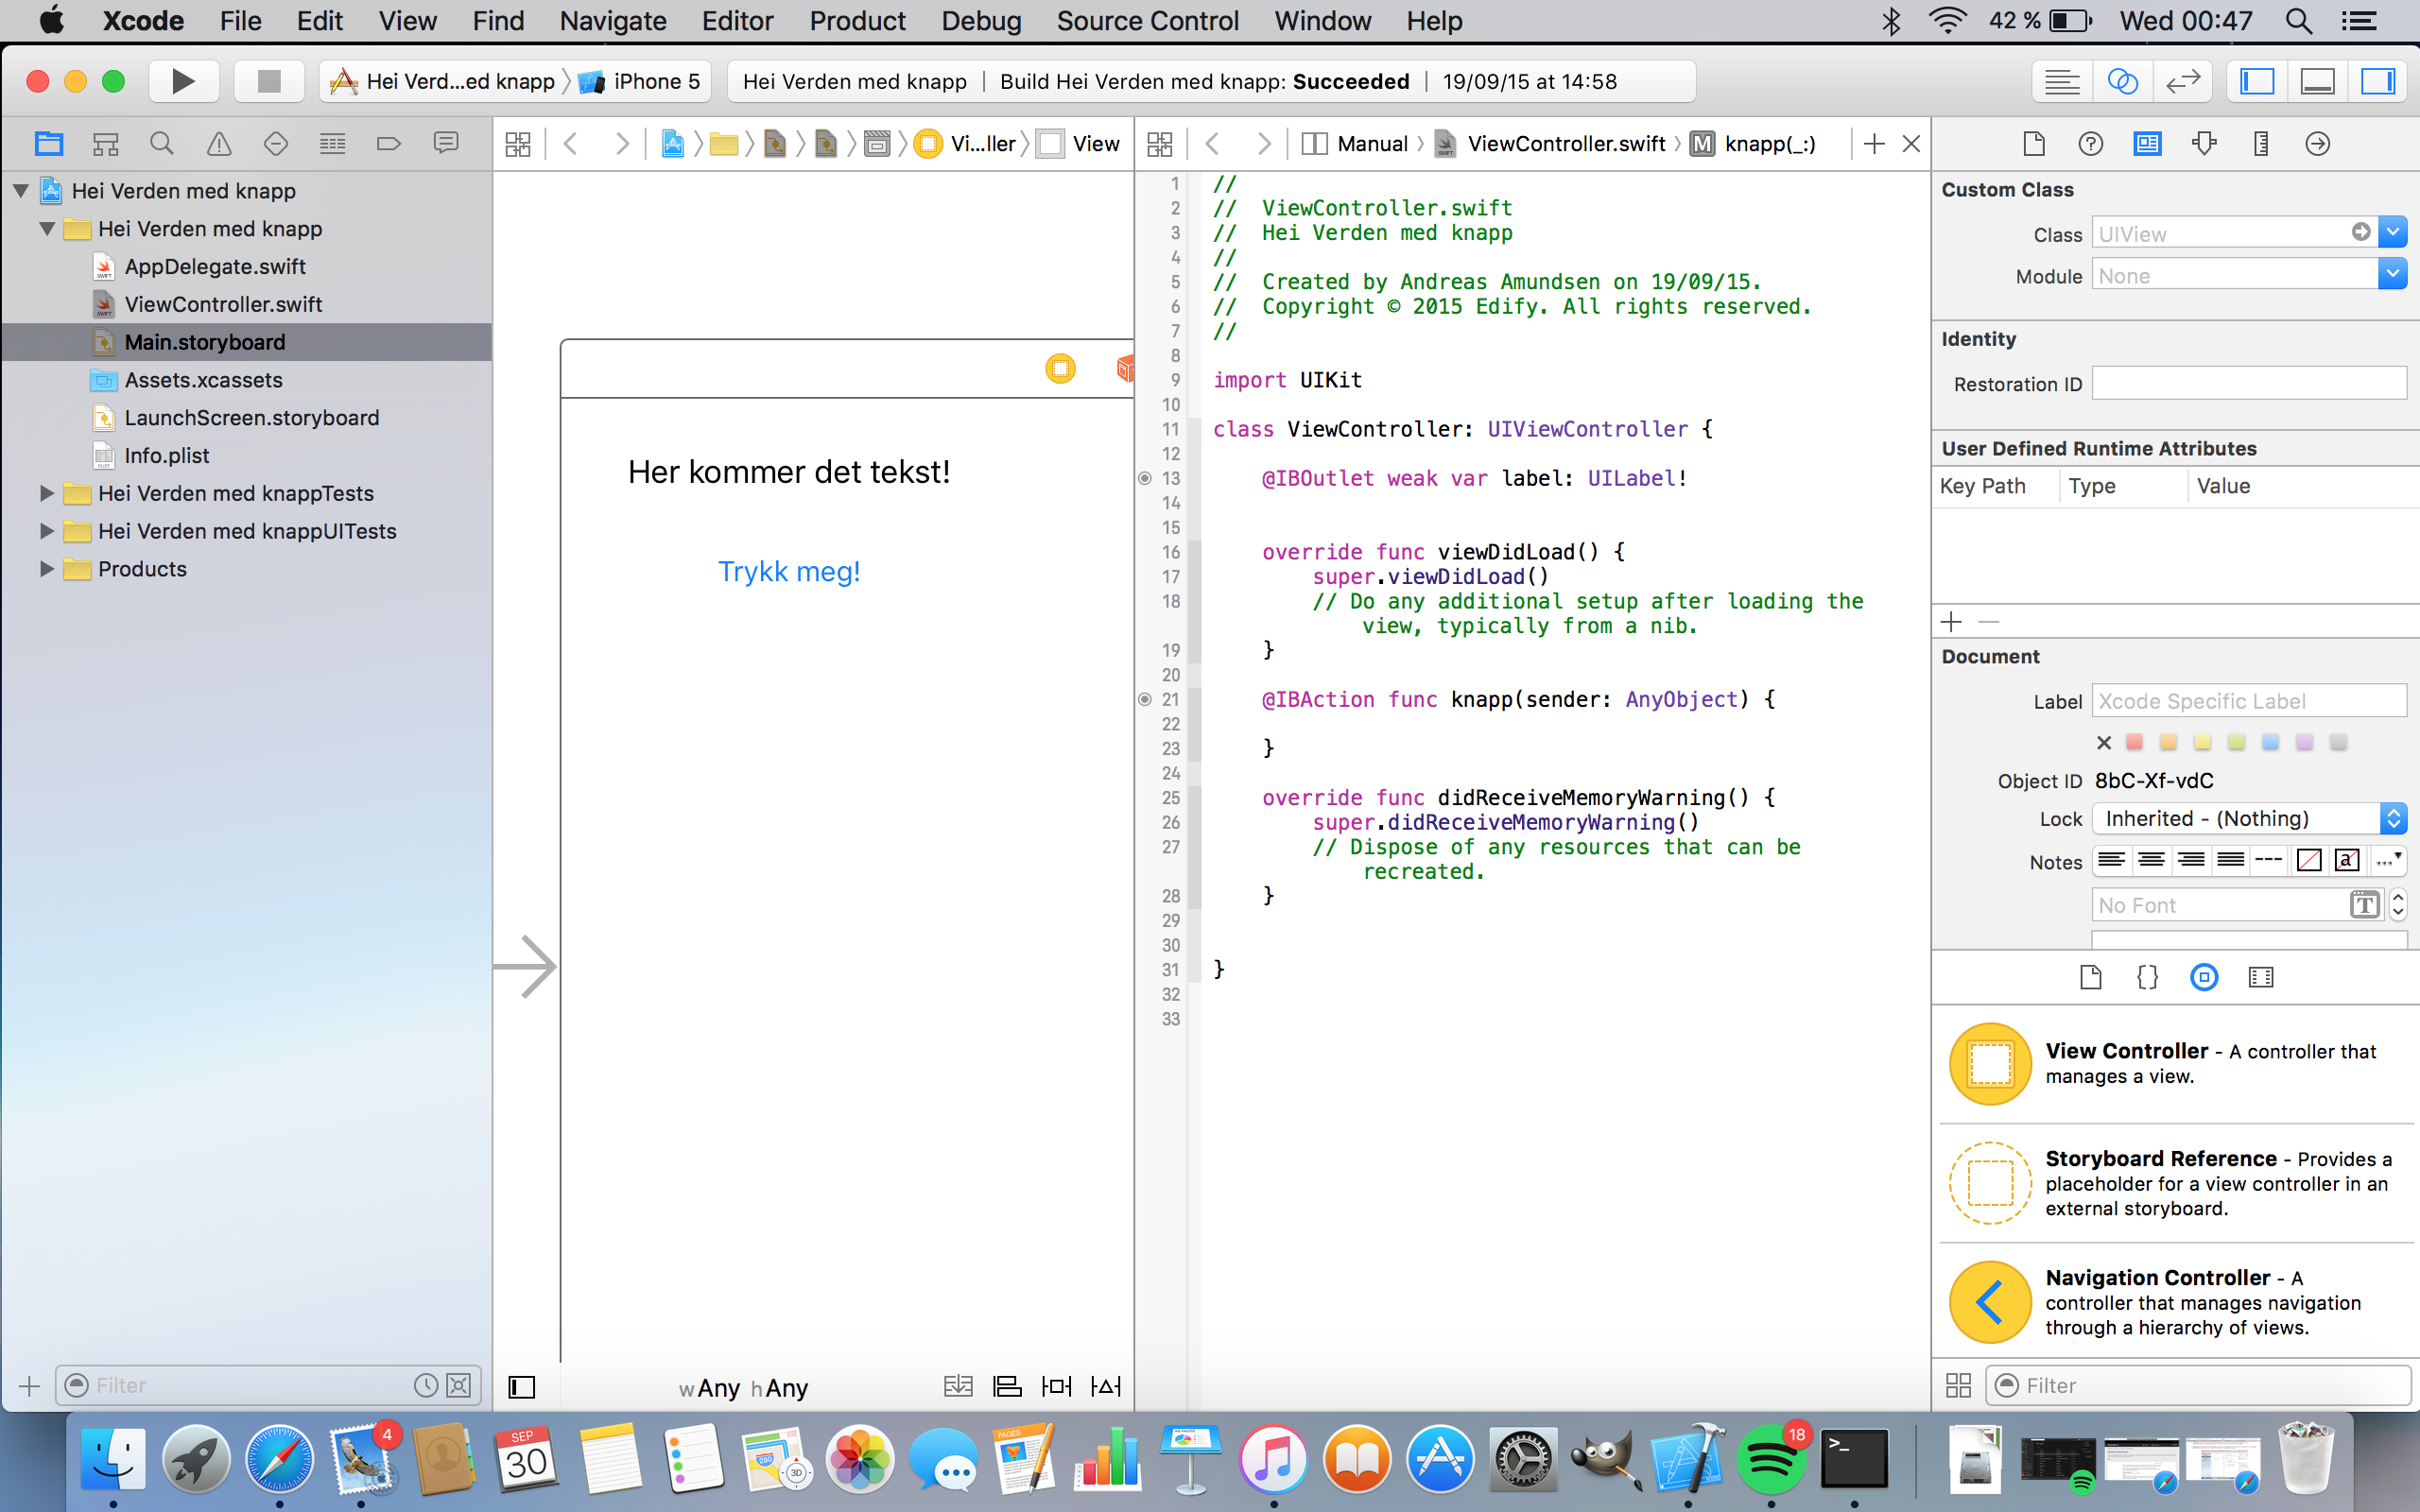 Xcode File Edit View Find Navigate Editor Product Debug Source Control Window Help 42 % Wed 00:47
Hei Verd...ed knapp iPhone 5 Hei Verden med knapp | Build Hei Verden med knapp: Succeeded | 19/09/15 at 14:58
Hei Verden med knapp
Hei Verden med knapp
AppDelegate.swift
ViewController.swift
Main.storyboard
Assets.xcassets
LaunchScreen.storyboard
Info.plist
Hei Verden med knappTests
Hei Verden med knappUITests
Products
Filter
Vi...ller View
Her kommer det tekst!
Trykk meg!
wAny hAny
Manual ViewController.swift M knapp(_:)
1 //
2 // ViewController.swift
3 // Hei Verden med knapp
4 //
5 // Created by Andreas Amundsen on 19/09/15.
6 // Copyright © 2015 Edify. All rights reserved.
7 //
8
9 import UIKit
10
11 class ViewController: UIViewController {
12
13 @IBOutlet weak var label: UILabel!
14
15
16 override func viewDidLoad() {
17 super.viewDidLoad()
18 // Do any additional setup after loading the
view, typically from a nib.
19 }
20
21 @IBAction func knapp(sender: AnyObject) {
22
23 }
24
25 override func didReceiveMemoryWarning() {
26 super.didReceiveMemoryWarning()
27 // Dispose of any resources that can be
recreated.
28 }
29
30
31 }
32
33
Custom Class
Class UIView
Module None
Identity
Restoration ID
User Defined Runtime Attributes
Key Path Type Value
Document
Label Xcode Specific Label
Object ID 8bC-Xf-vdC
Lock Inherited - (Nothing)
Notes
No Font T
View Controller - A controller that
manages a view.
Storyboard Reference - Provides a
placeholder for a view controller in an
external storyboard.
Navigation Controller - A
controller that manages navigation
through a hierarchy of views.
Filter
4 SEP 30 280 3D PAGES 18